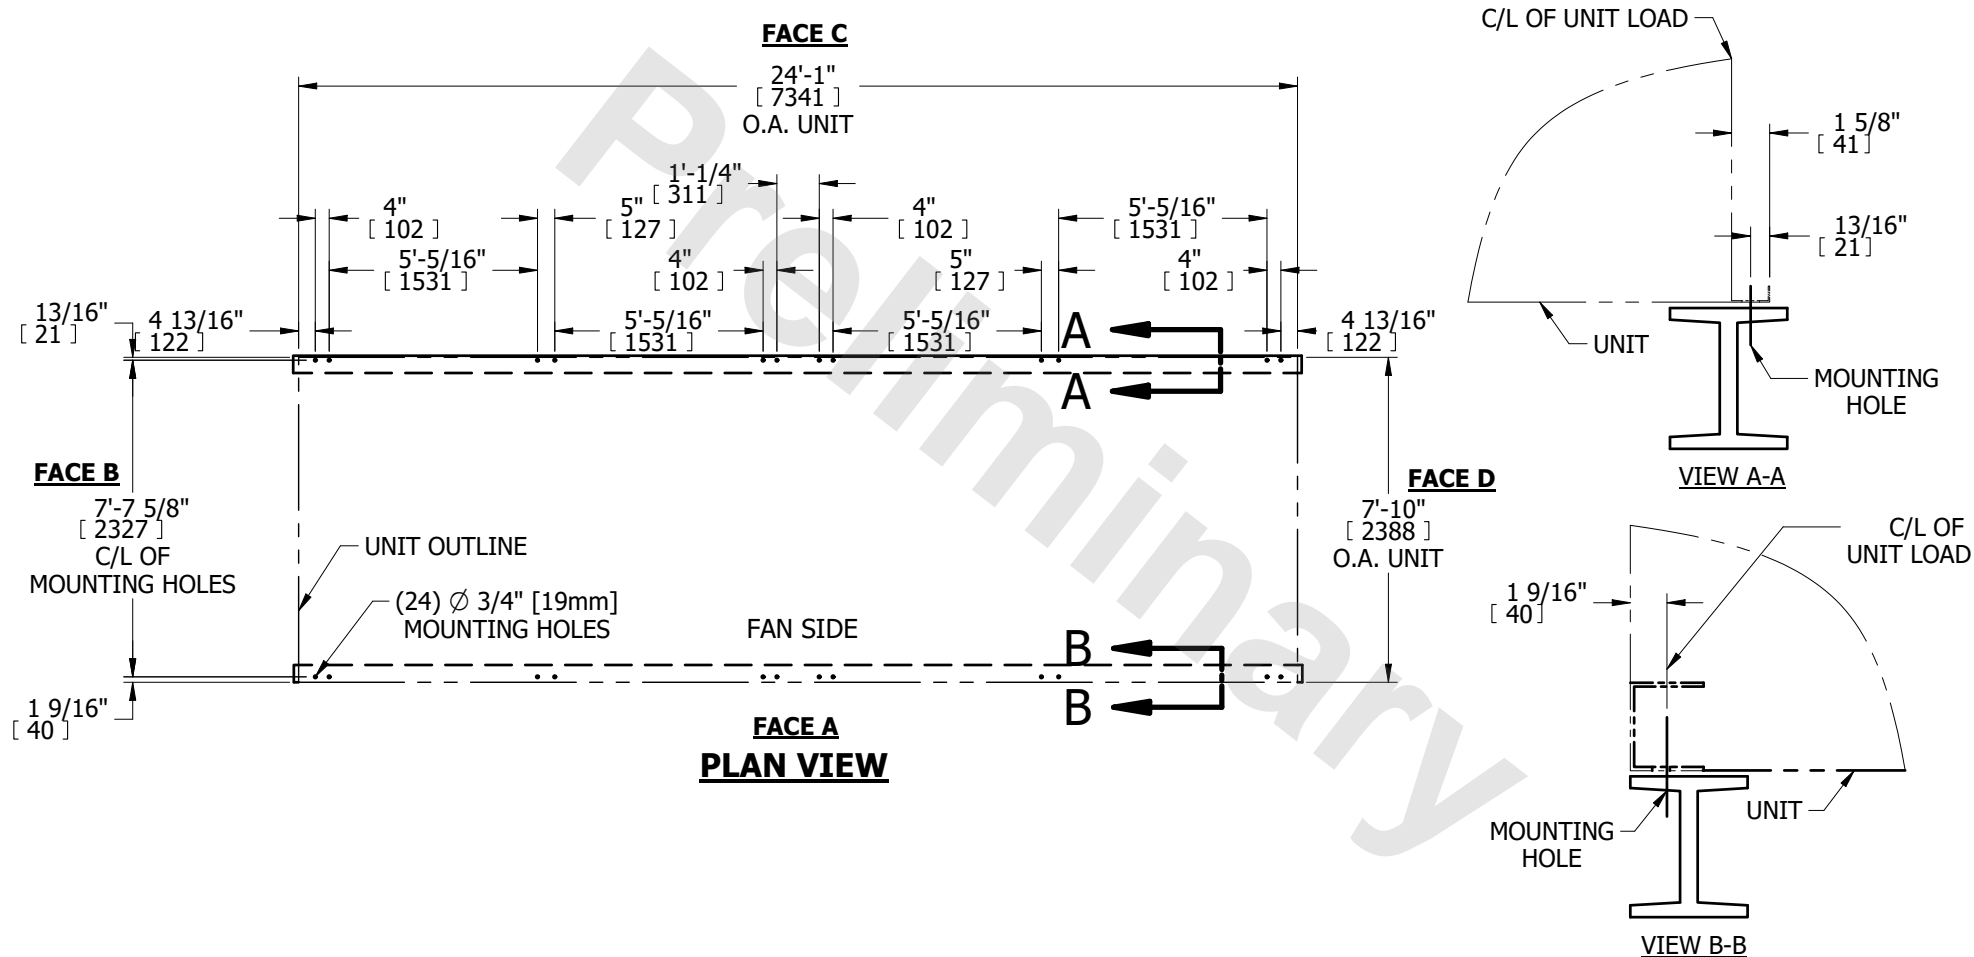 FACE C
24'-1"
[ 7341 ]
O.A. UNIT
1'-1/4"
[ 311 ]
4"
[ 102 ]
5"
[ 127 ]
4"
[ 102 ]
5'-5/16"
[ 1531 ]
5'-5/16"
[ 1531 ]
4"
[ 102 ]
5"
[ 127 ]
4"
[ 102 ]
13/16"
[ 21 ]
4 13/16"
[ 122 ]
5'-5/16"
[ 1531 ]
5'-5/16"
[ 1531 ]
4 13/16"
[ 122 ]
A
A
FACE B
7'-7 5/8"
[ 2327 ]
C/L OF
MOUNTING HOLES
UNIT OUTLINE
(24) Ø 3/4" [19mm]
MOUNTING HOLES
FAN SIDE
FACE D
7'-10"
[ 2388 ]
O.A. UNIT
B
B
1 9/16"
[ 40 ]
FACE A
PLAN VIEW
Preliminary
C/L OF UNIT LOAD
1 5/8"
[ 41 ]
13/16"
[ 21 ]
UNIT
MOUNTING
HOLE
VIEW A-A
C/L OF
UNIT LOAD
1 9/16"
[ 40 ]
UNIT
MOUNTING
HOLE
VIEW B-B